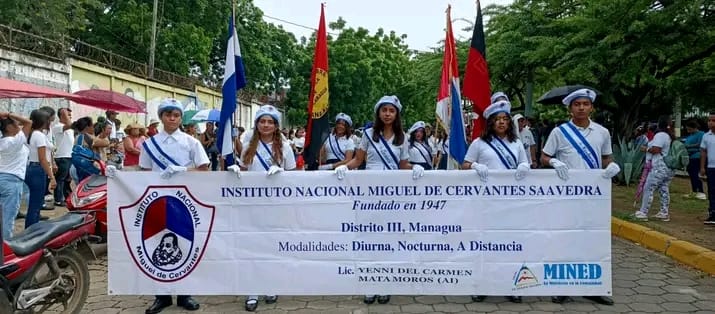 INSTITUTO NACIONAL MIGUEL DE CERVANTES SAAVEDRA
Fundado en 1947
Distrito III, Managua
Modalidades: Diurna, Nocturna, A Distancia
Lic. YENNI DEL CARMEN
MATAMOROS (AI)
INSTITUTO NACIONAL
Miguel de Cervantes
MINED